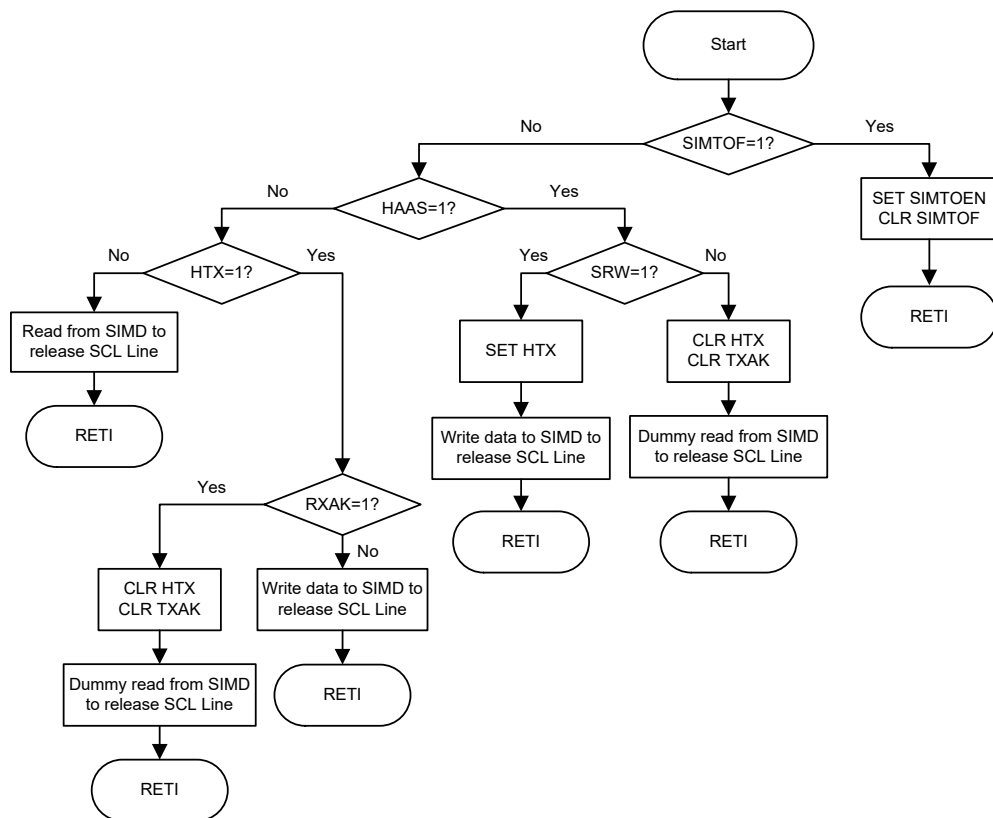 Start
No
SIMTOF=1?
Yes
No
HAAS=1?
Yes
SET SIMTOEN
CLR SIMTOF
No
HTX=1?
Yes
Yes
SRW=1?
No
RETI
Read from SIMD to
release SCL Line
SET HTX
CLR HTX
CLR TXAK
RETI
Write data to SIMD to
release SCL Line
Dummy read from SIMD
to release SCL Line
Yes
RXAK=1?
RETI
RETI
No
CLR HTX
CLR TXAK
Write data to SIMD to
release SCL Line
Dummy read from SIMD
to release SCL Line
RETI
RETI